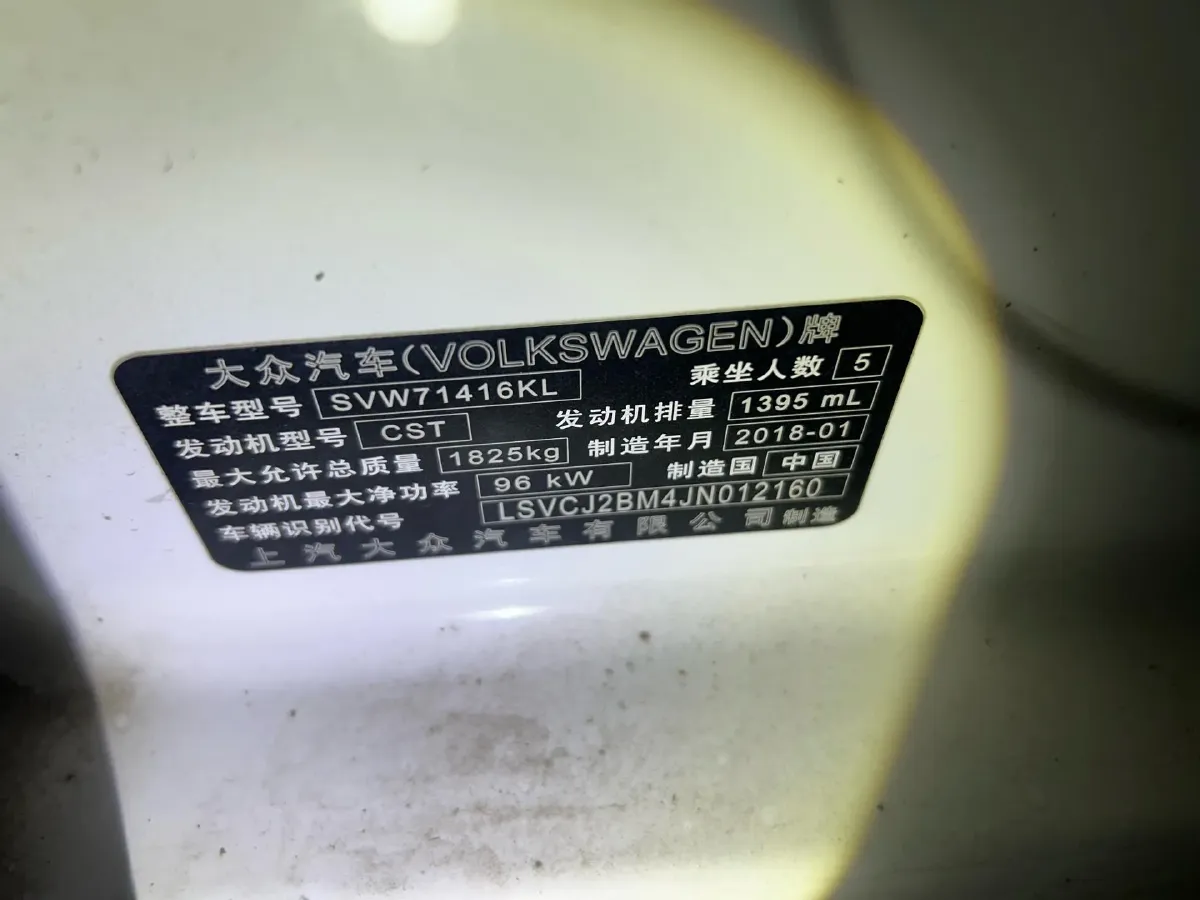 大众汽车(VOLKSWAGEN)牌
整车型号 SVW71416KL 乘坐人数 5
发动机型号 CST 发动机排量 1395 mL
最大允许总质量 1825kg 制造年月 2018-01
发动机最大净功率 96 kW 制造国 中国
车辆识别代号 LSVCJ2BM4JN012160
上汽大众汽车有限公司制造